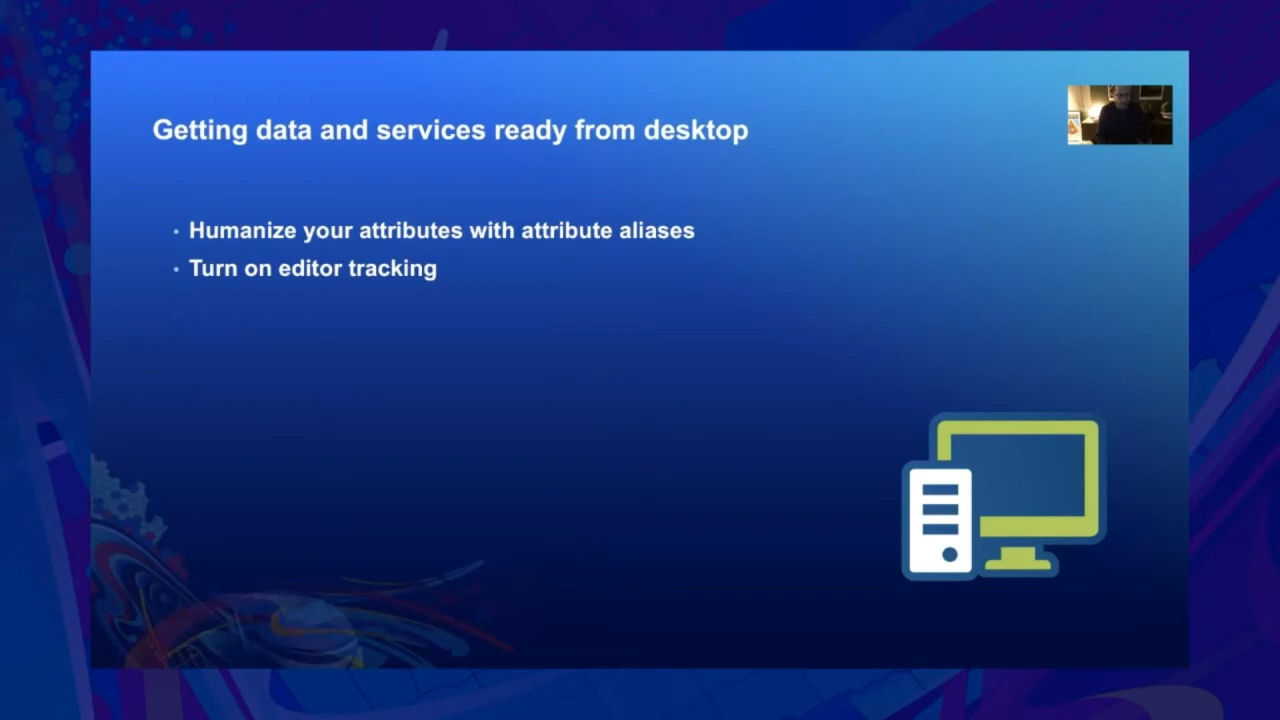 Getting data and services ready from desktop
• Humanize your attributes with attribute aliases
• Turn on editor tracking